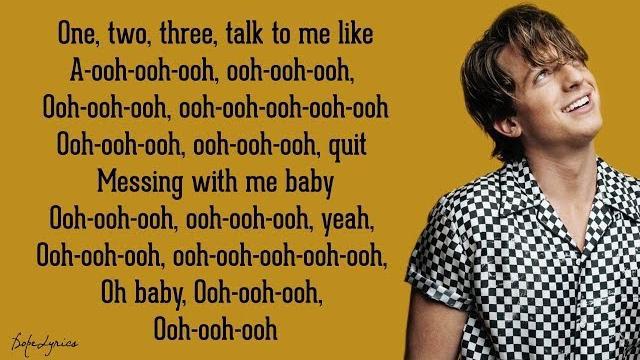 One, two, three, talk to me like
A-ooh-ooh-ooh, ooh-ooh-ooh,
Ooh-ooh-ooh, ooh-ooh-ooh-ooh-ooh
Ooh-ooh-ooh, ooh-ooh-ooh, quit
Messing with me baby
Ooh-ooh-ooh, ooh-ooh-ooh, yeah,
Ooh-ooh-ooh, ooh-ooh-ooh-ooh-ooh,
Oh baby, Ooh-ooh-ooh,
Ooh-ooh-ooh
DopeLyrics